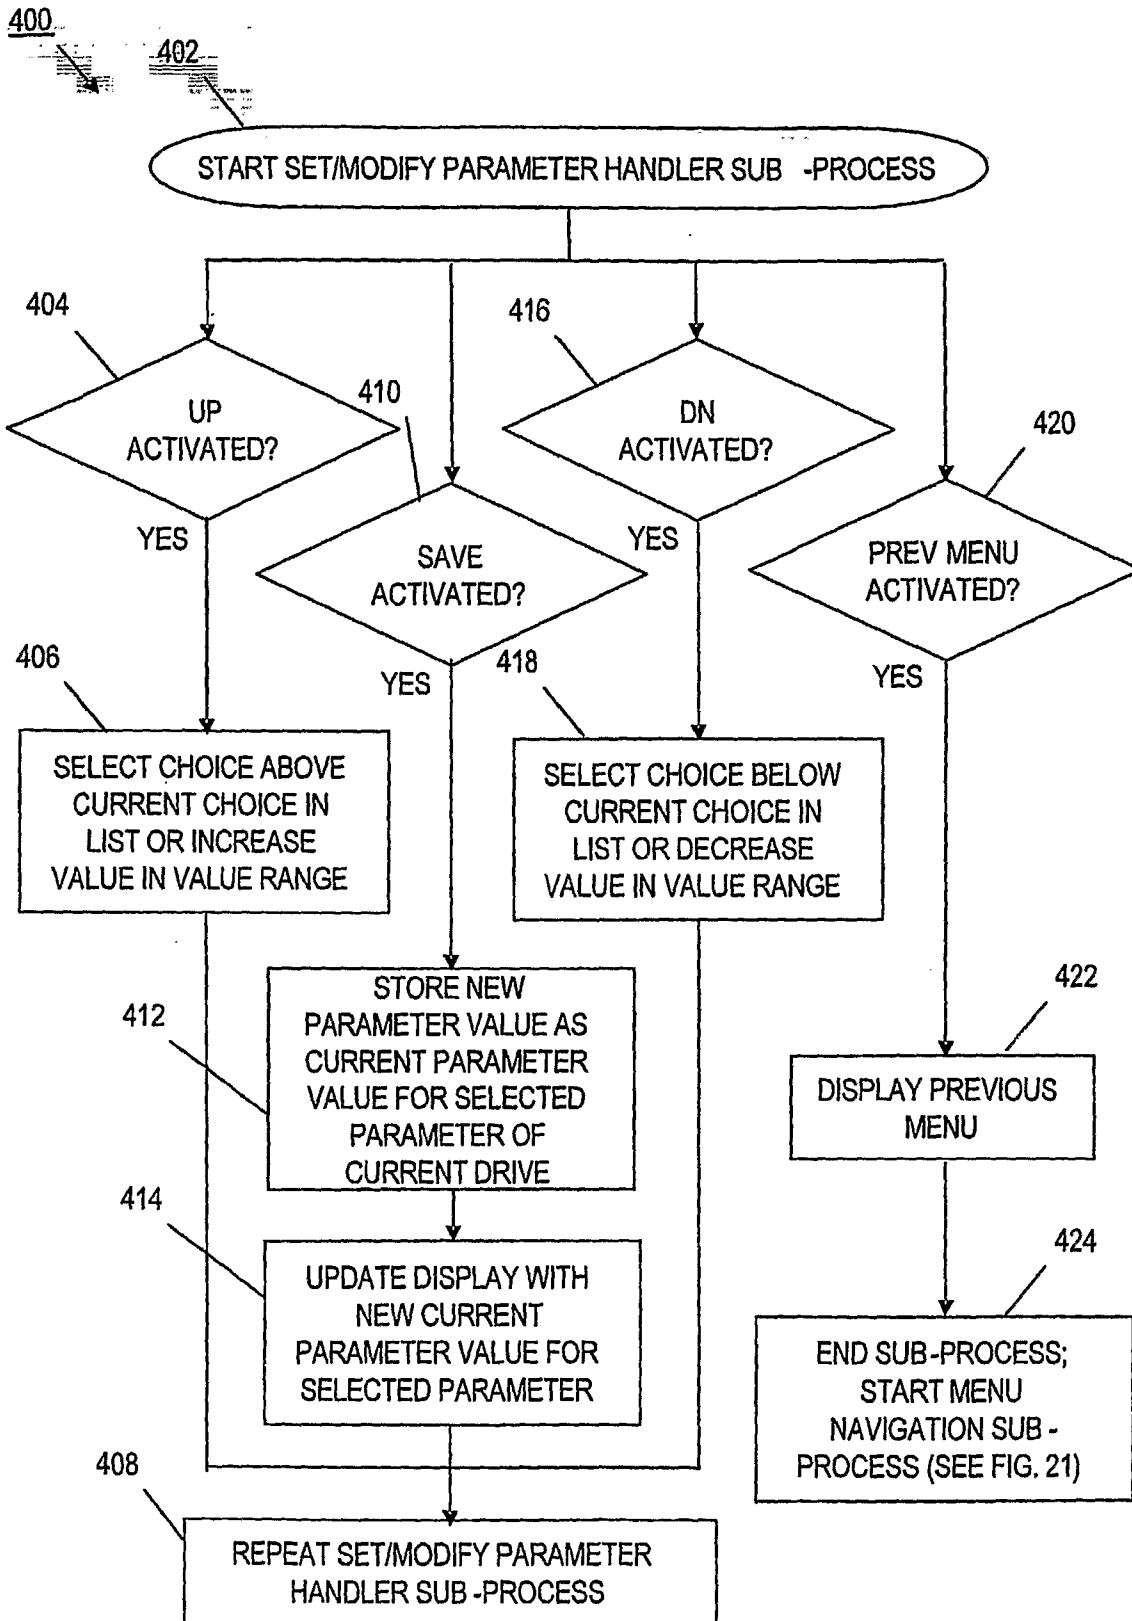 400
402
START SET/MODIFY PARAMETER HANDLER SUB -PROCESS
404
UP
ACTIVATED?
YES
410
SAVE
ACTIVATED?
YES
416
DN
ACTIVATED?
YES
420
PREV MENU
ACTIVATED?
YES
406
SELECT CHOICE ABOVE
CURRENT CHOICE IN
LIST OR INCREASE
VALUE IN VALUE RANGE
418
SELECT CHOICE BELOW
CURRENT CHOICE IN
LIST OR DECREASE
VALUE IN VALUE RANGE
412
STORE NEW
PARAMETER VALUE AS
CURRENT PARAMETER
VALUE FOR SELECTED
PARAMETER OF
CURRENT DRIVE
422
DISPLAY PREVIOUS
MENU
414
UPDATE DISPLAY WITH
NEW CURRENT
PARAMETER VALUE FOR
SELECTED PARAMETER
424
END SUB-PROCESS;
START MENU
NAVIGATION SUB -
PROCESS (SEE FIG. 21)
408
REPEAT SET/MODIFY PARAMETER
HANDLER SUB -PROCESS